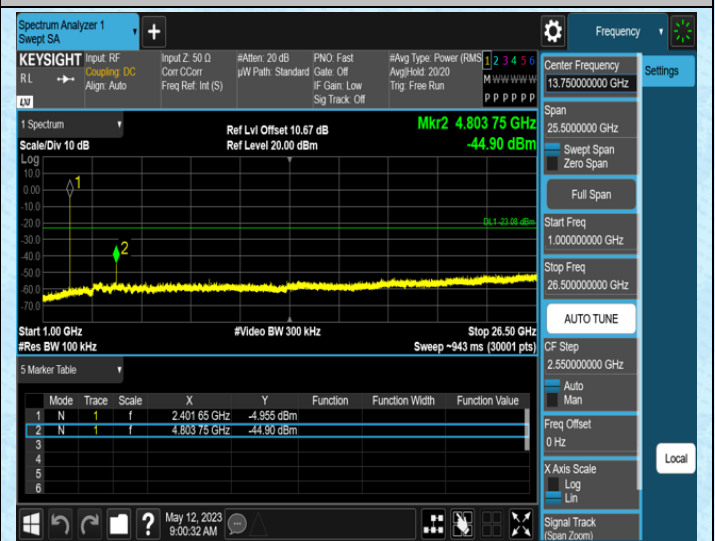 Spectrum Analyzer 1
Swept SA
+
Frequency
KEYSIGHT
RL
LXI
Input: RF
Coupling: DC
Align: Auto
Input Z: 50 Ω
Corr CCorr
Freq Ref: Int (S)
#Atten: 20 dB
µW Path: Standard
PNO: Fast
Gate: Off
IF Gain: Low
Sig Track: Off
#Avg Type: Power (RMS
Avg|Hold: 20/20
Trig: Free Run
1 2 3 4 5 6
M W W W W W
P P P P P P
1 Spectrum
Scale/Div 10 dB
Ref Lvl Offset 10.67 dB
Ref Level 20.00 dBm
Mkr2 4.803 75 GHz
-44.90 dBm
Log
10.0
0.00
-10.0
-20.0
-30.0
-40.0
-50.0
-60.0
-70.0
1
2
DL1 -23.08 dBm
Start 1.00 GHz
#Res BW 100 kHz
#Video BW 300 kHz
Stop 26.50 GHz
Sweep ~943 ms (30001 pts)
5 Marker Table
Mode Trace Scale X Y Function Function Width Function Value
1 N 1 f 2.401 65 GHz -4.955 dBm
2 N 1 f 4.803 75 GHz -44.90 dBm
3
4
5
6
?
May 12, 2023
9:00:32 AM
Center Frequency
13.750000000 GHz
Settings
Span
25.5000000 GHz
Swept Span
Zero Span
Full Span
Start Freq
1.000000000 GHz
Stop Freq
26.500000000 GHz
AUTO TUNE
CF Step
2.550000000 GHz
Auto
Man
Freq Offset
0 Hz
X Axis Scale
Log
Lin
Local
Signal Track
(Span Zoom)